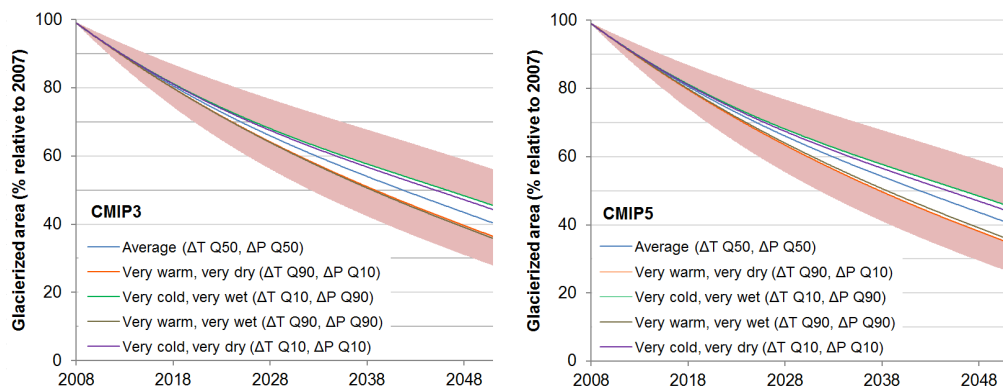 Glacierized area (% relative to 2007)
100
80
60
40
20
0
CMIP3
Average (ΔT Q50, ΔP Q50)
Very warm, very dry (ΔT Q90, ΔP Q10)
Very cold, very wet (ΔT Q10, ΔP Q90)
Very warm, very wet (ΔT Q90, ΔP Q90)
Very cold, very dry (ΔT Q10, ΔP Q10)
2008 2018 2028 2038 2048
Glacierized area (% relative to 2007)
100
80
60
40
20
0
CMIP5
Average (ΔT Q50, ΔP Q50)
Very warm, very dry (ΔT Q90, ΔP Q10)
Very cold, very wet (ΔT Q10, ΔP Q90)
Very warm, very wet (ΔT Q90, ΔP Q90)
Very cold, very dry (ΔT Q10, ΔP Q10)
2008 2018 2028 2038 2048